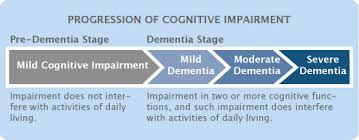 PROGRESSION OF COGNITIVE IMPAIRMENT
Pre-Dementia Stage
Dementia Stage
Mild Cognitive Impairment
Mild
Dementia
Moderate
Dementia
Severe
Dementia
Impairment does not inter-
fere with activities of daily
living.
Impairment in two or more cognitive func-
tions, and such impairment does interfere
with activities of daily living.